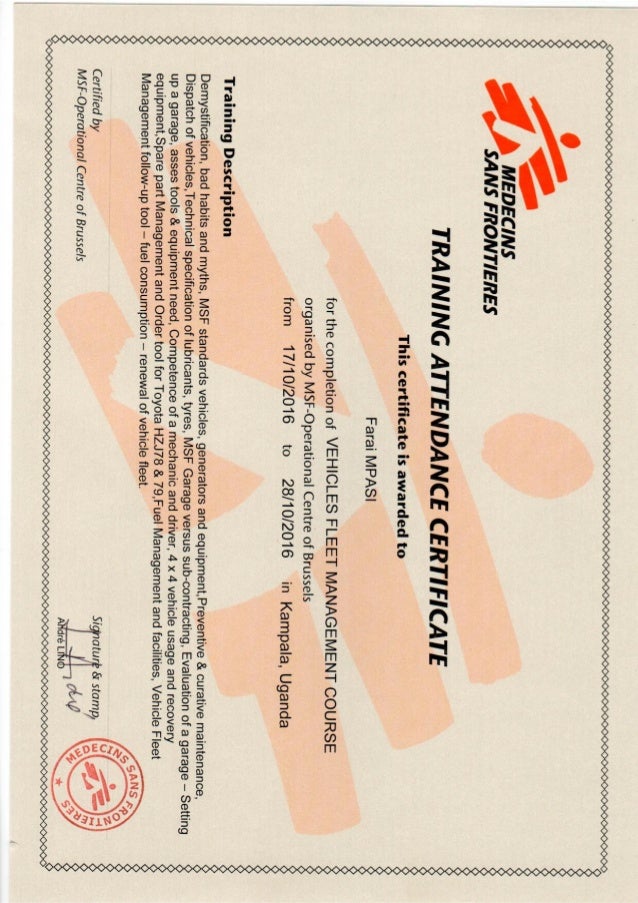 MEDECINS
SANS FRONTIERES
TRAINING ATTENDANCE CERTIFICATE
This certificate is awarded to
Farai MPASI
for the completion of VEHICLES FLEET MANAGEMENT COURSE
organised by MSF-Operational Centre of Brussels
from 17/10/2016 to 28/10/2016 in Kampala, Uganda
Training Description
Demystification, bad habits and myths, MSF standards vehicles, generators and equipment,Preventive & curative maintenance,
Dispatch of vehicles,Technical specification of lubricants, tyres, MSF Garage versus sub-contracting, Evaluation of a garage – Setting
up a garage, asses tools & equipment need, Competence of a mechanic and driver, 4 x 4 vehicle usage and recovery
equipment,Spare part Management and Order tool for Toyota HZJ78 & 79,Fuel Management and facilities, Vehicle Fleet
Management follow-up tool – fuel consumption – renewal of vehicle fleet.
Certified by
MSF-Operational Centre of Brussels
Signature & stamp
André LINO
MEDECINS SANS FRONTIERES